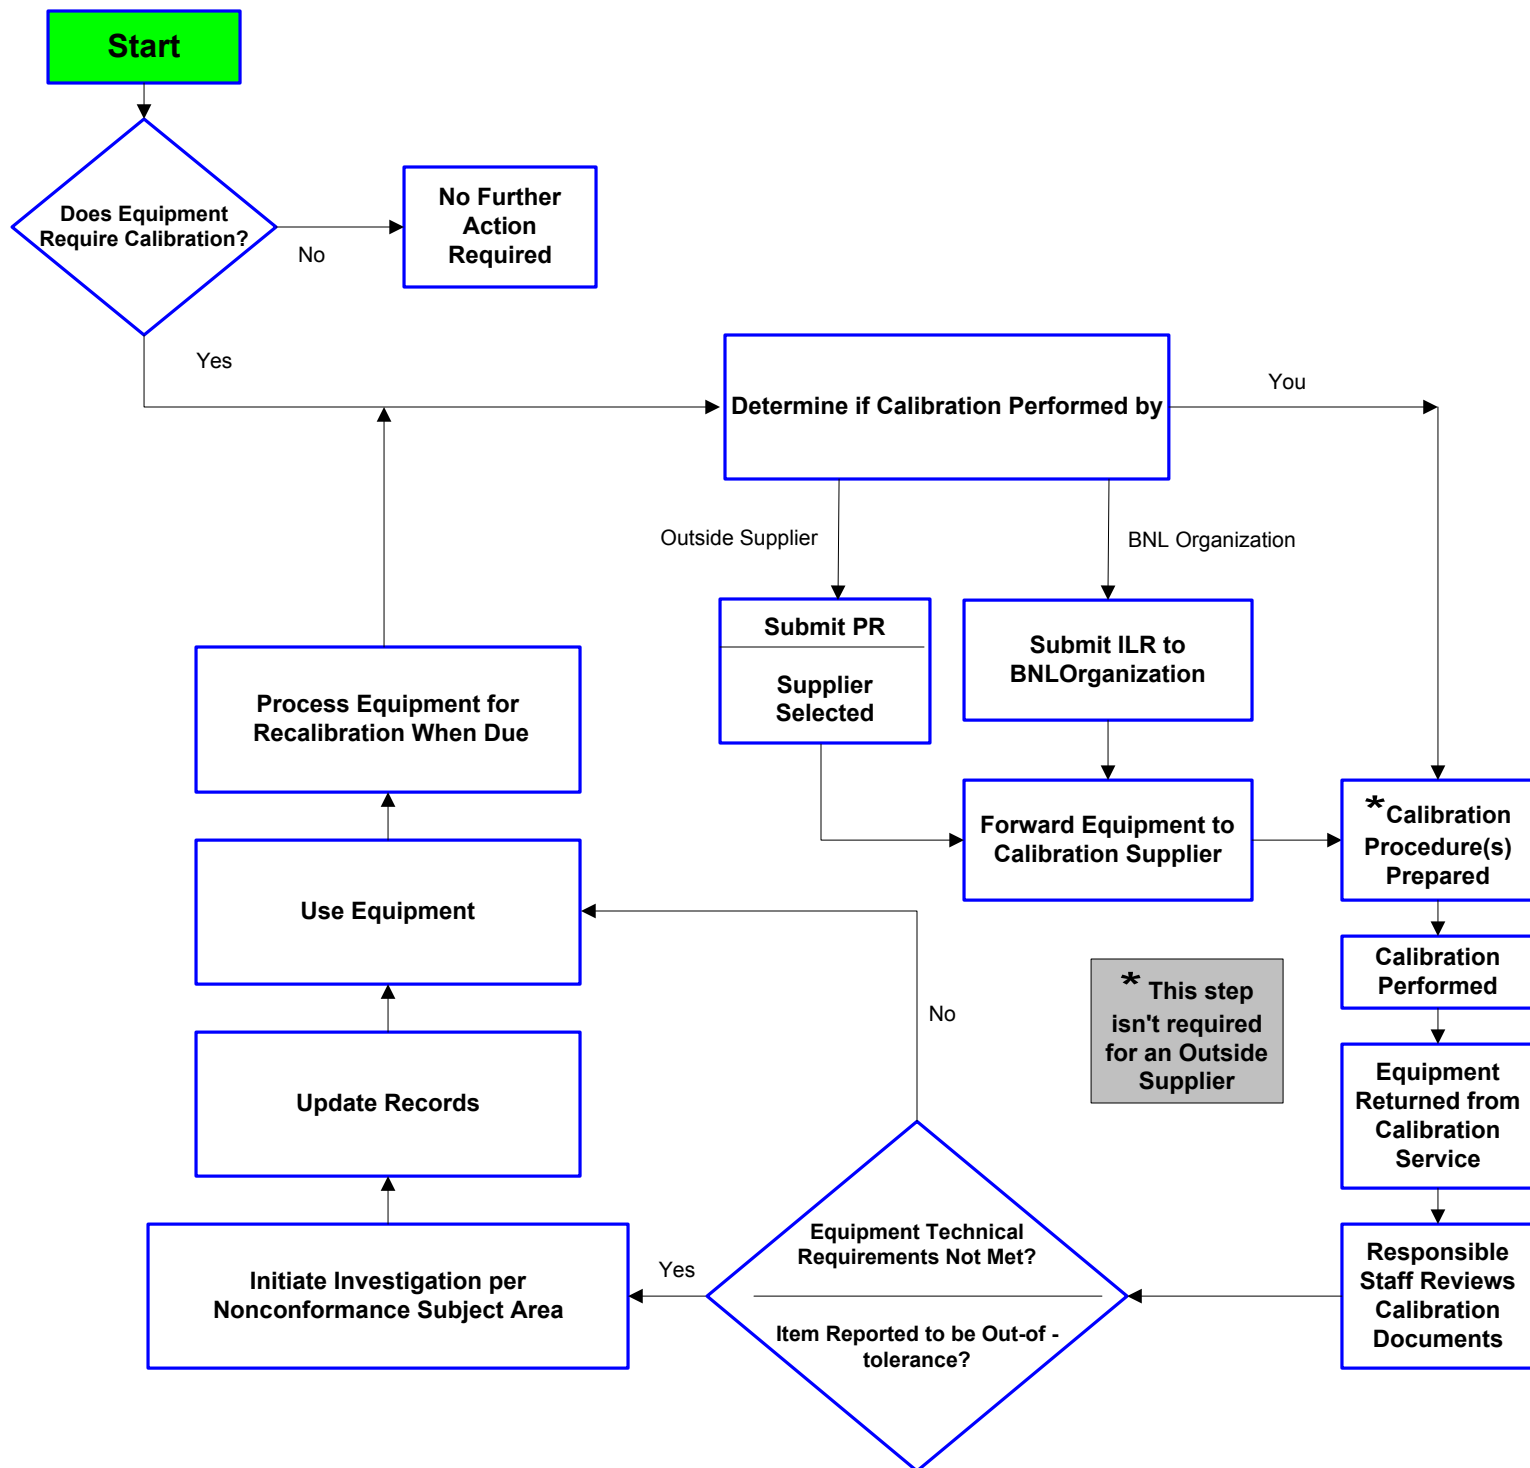 Start
Does Equipment
Require Calibration?
No
No Further
Action
Required
Yes
Determine if Calibration Performed by
You
Outside Supplier
BNL Organization
Submit PR
Supplier
Selected
Submit ILR to
BNLOrganization
Process Equipment for
Recalibration When Due
Forward Equipment to
Calibration Supplier
*Calibration
Procedure(s)
Prepared
Use Equipment
Calibration
Performed
* This step
isn't required
for an Outside
Supplier
No
Equipment
Returned from
Calibration
Service
Update Records
Equipment Technical
Requirements Not Met?
Item Reported to be Out-of -
tolerance?
Yes
Initiate Investigation per
Nonconformance Subject Area
Responsible
Staff Reviews
Calibration
Documents